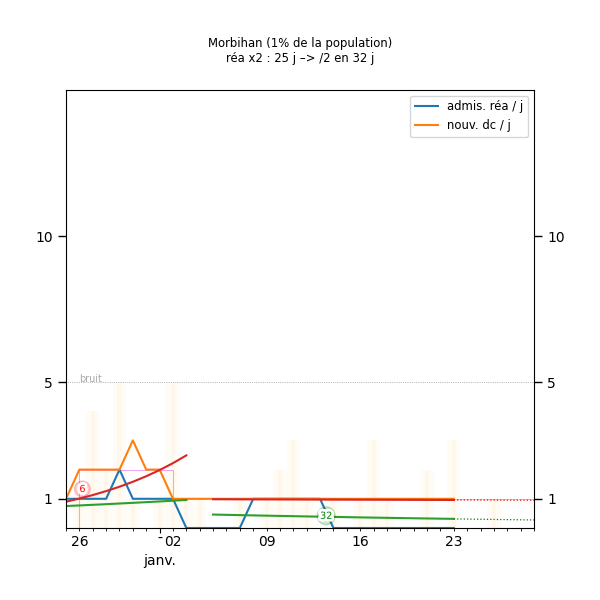 Morbihan (1% de la population)
réa x2 : 25 j –> /2 en 32 j
admis. réa / j
nouv. dc / j
10 10
bruit
5 5
6
32
1 1
26 02 09 16 23
janv.